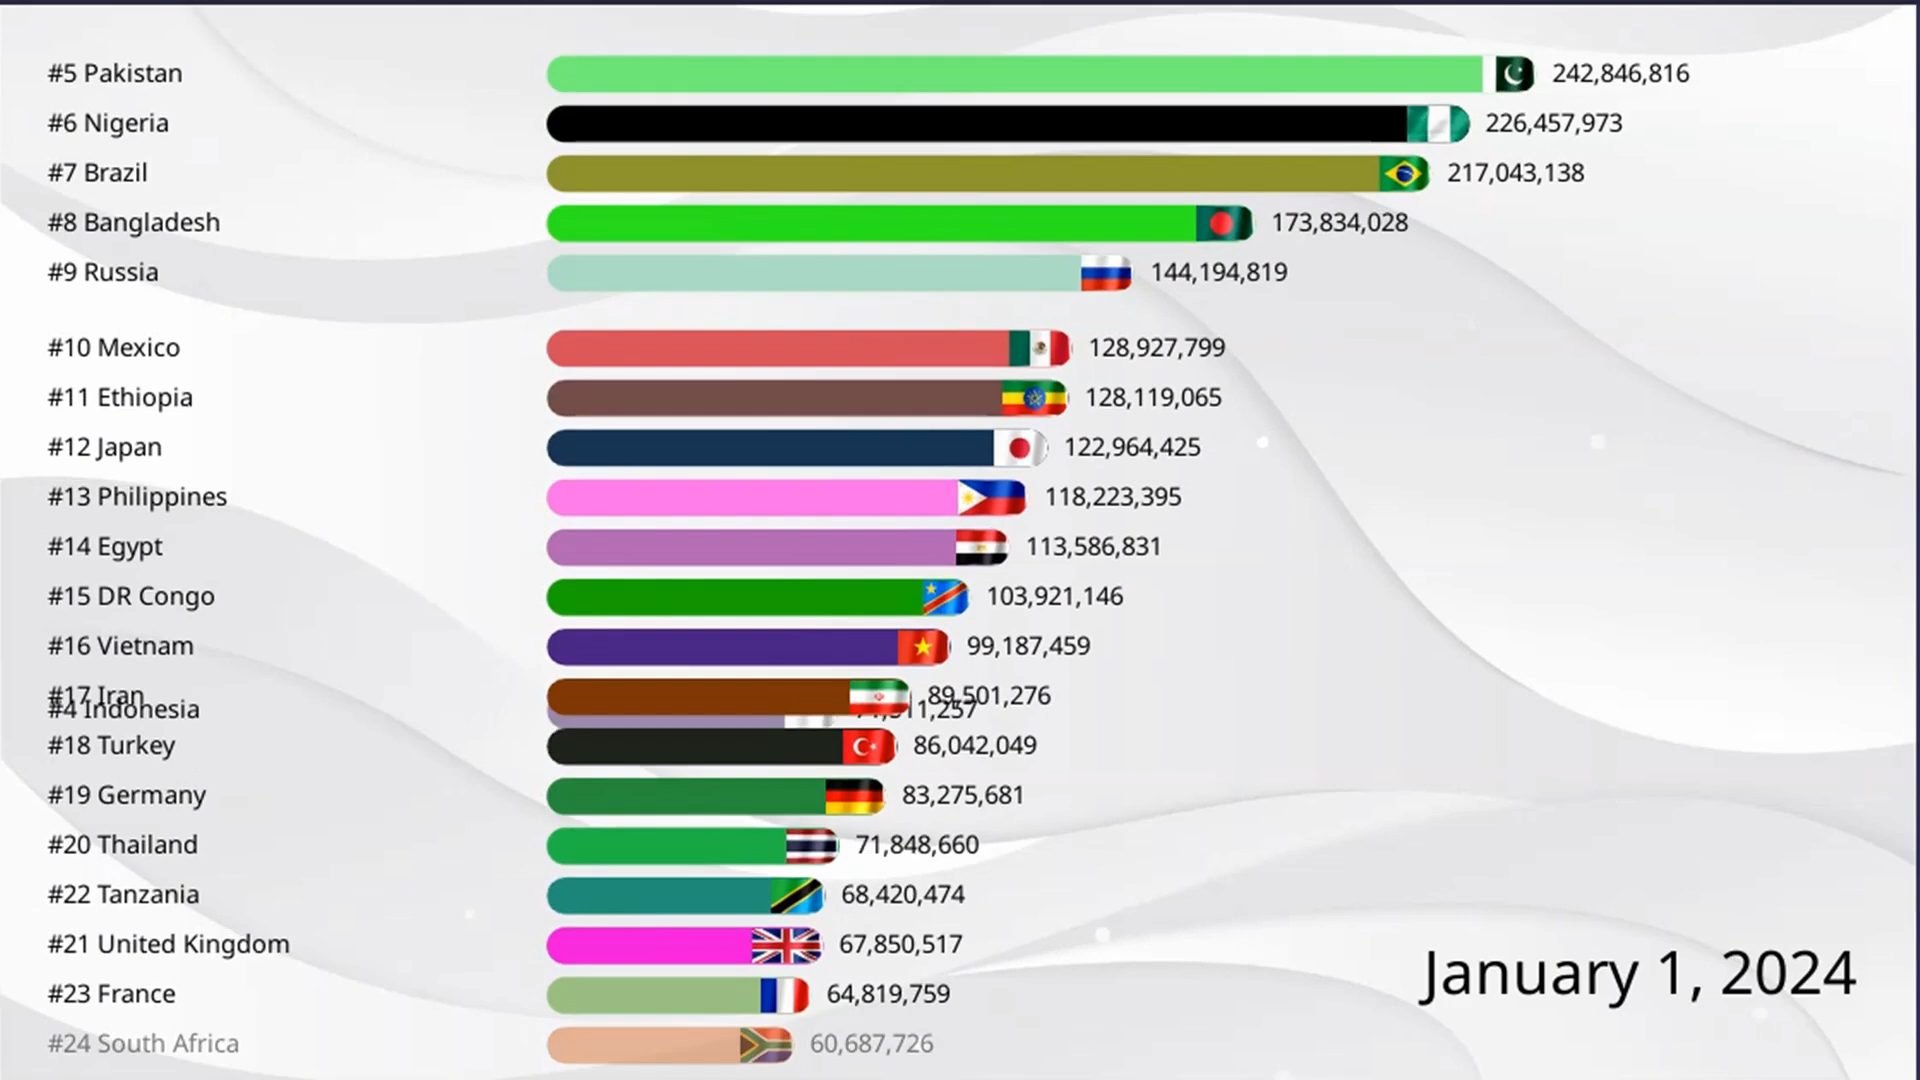 #5 Pakistan 242,846,816
#6 Nigeria 226,457,973
#7 Brazil 217,043,138
#8 Bangladesh 173,834,028
#9 Russia 144,194,819
#10 Mexico 128,927,799
#11 Ethiopia 128,119,065
#12 Japan 122,964,425
#13 Philippines 118,223,395
#14 Egypt 113,586,831
#15 DR Congo 103,921,146
#16 Vietnam 99,187,459
#17 Iran 89,501,276
#4 Indonesia
#18 Turkey 86,042,049
#19 Germany 83,275,681
#20 Thailand 71,848,660
#22 Tanzania 68,420,474
#21 United Kingdom 67,850,517
#23 France 64,819,759
January 1, 2024
#24 South Africa 60,687,726